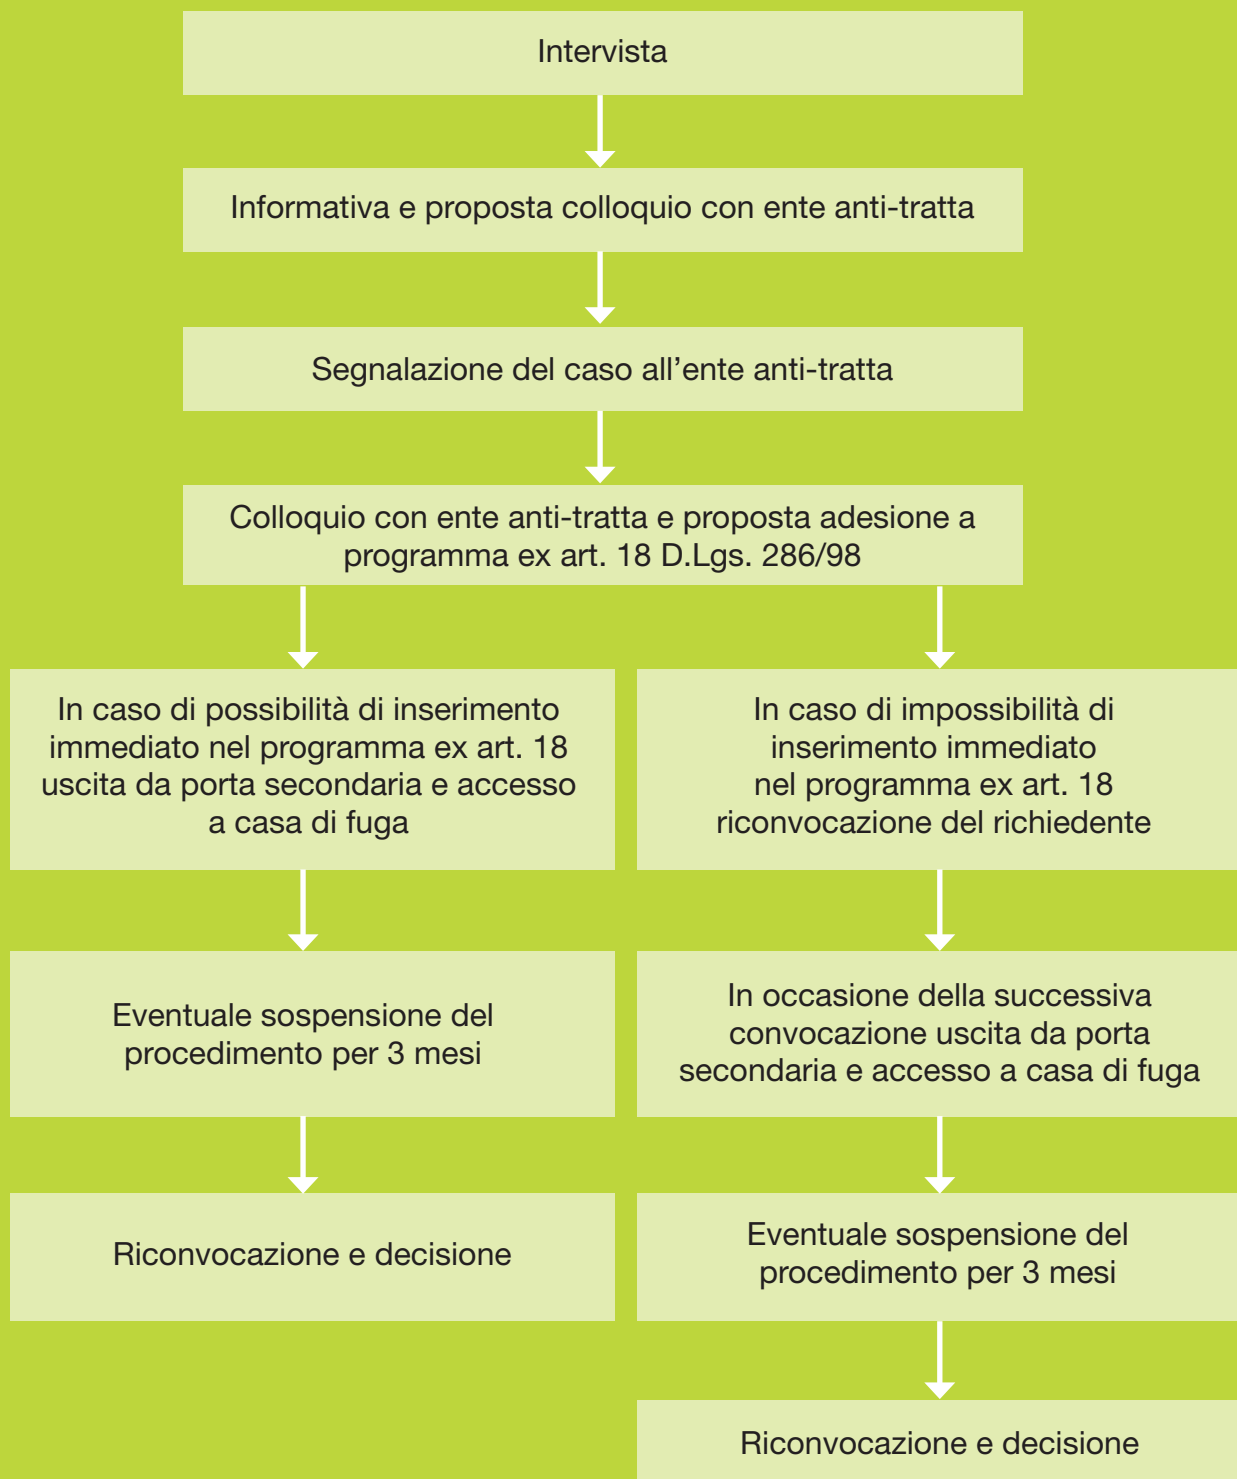 Intervista
Informativa e proposta colloquio con ente anti-tratta
Segnalazione del caso all’ente anti-tratta
Colloquio con ente anti-tratta e proposta adesione a
programma ex art. 18 D.Lgs. 286/98
In caso di possibilità di inserimento
immediato nel programma ex art. 18
uscita da porta secondaria e accesso
a casa di fuga
In caso di impossibilità di
inserimento immediato
nel programma ex art. 18
riconvocazione del richiedente
Eventuale sospensione del
procedimento per 3 mesi
In occasione della successiva
convocazione uscita da porta
secondaria e accesso a casa di fuga
Riconvocazione e decisione
Eventuale sospensione del
procedimento per 3 mesi
Riconvocazione e decisione